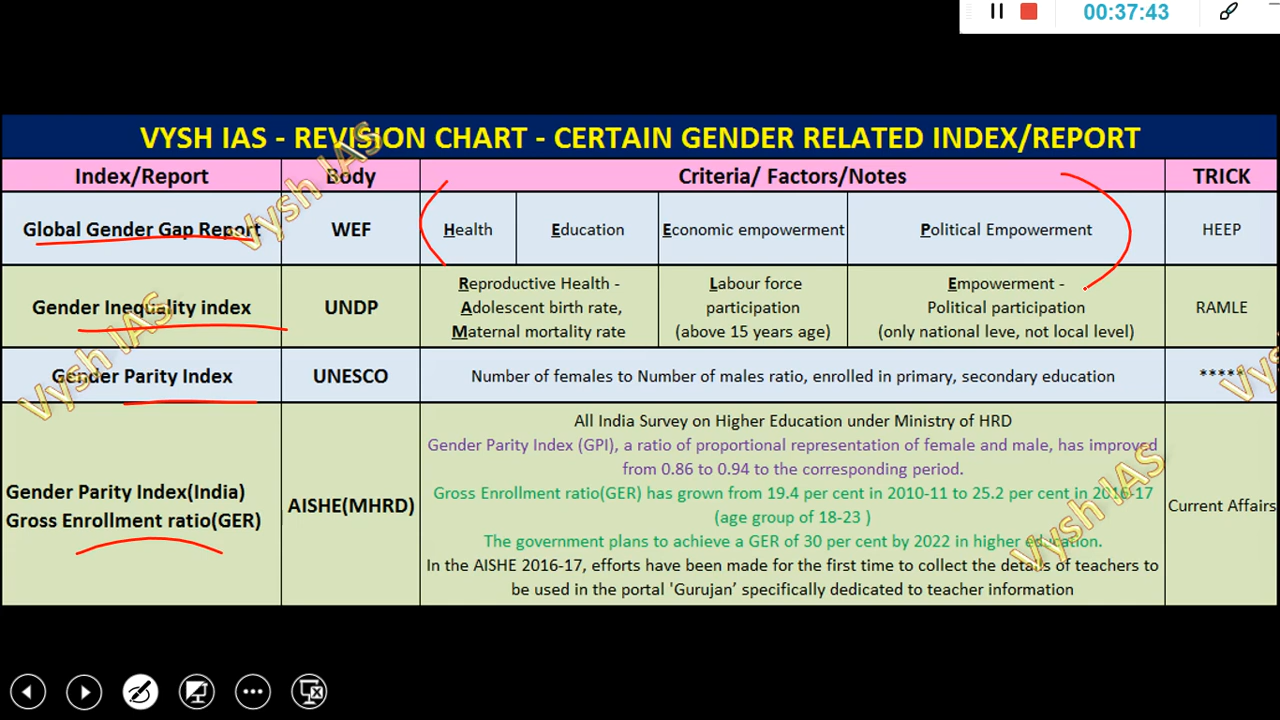 00:37:43
VYSH IAS - REVISION CHART - CERTAIN GENDER RELATED INDEX/REPORT
Index/Report
Body
Criteria/ Factors/Notes
TRICK
Global Gender Gap Report
WEF
Health
Education
Economic empowerment
Political Empowerment
HEEP
Gender Inequality index
UNDP
Reproductive Health -
Adolescent birth rate,
Maternal mortality rate
Labour force
participation
(above 15 years age)
Empowerment -
Political participation
(only national leve, not local level)
RAMLE
Gender Parity Index
UNESCO
Number of females to Number of males ratio, enrolled in primary, secondary education
*****
Gender Parity Index(India)
Gross Enrollment ratio(GER)
AISHE(MHRD)
All India Survey on Higher Education under Ministry of HRD
Gender Parity Index (GPI), a ratio of proportional representation of female and male, has improved
from 0.86 to 0.94 to the corresponding period.
Gross Enrollment ratio(GER) has grown from 19.4 per cent in 2010-11 to 25.2 per cent in 2016-17
(age group of 18-23 )
The government plans to achieve a GER of 30 per cent by 2022 in higher education.
In the AISHE 2016-17, efforts have been made for the first time to collect the details of teachers to
be used in the portal 'Gurujan’ specifically dedicated to teacher information
Current Affairs
Vysh IAS
Vysh IAS
Vysh IAS
Vys